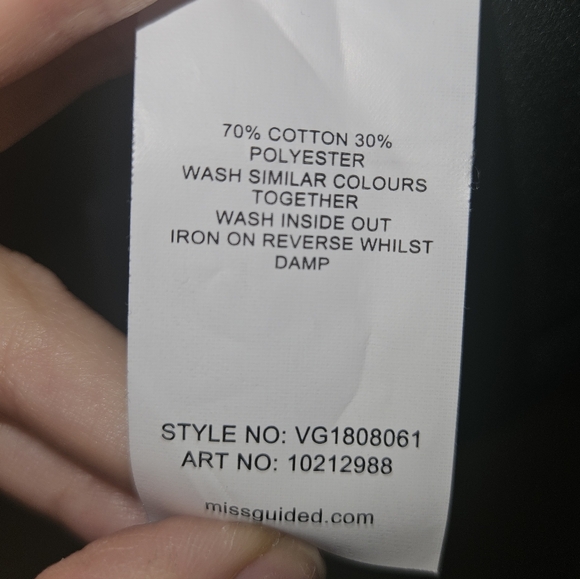 70% COTTON 30%
POLYESTER
WASH SIMILAR COLOURS
TOGETHER
WASH INSIDE OUT
IRON ON REVERSE WHILST
DAMP
STYLE NO: VG1808061
ART NO: 10212988
missguided.com